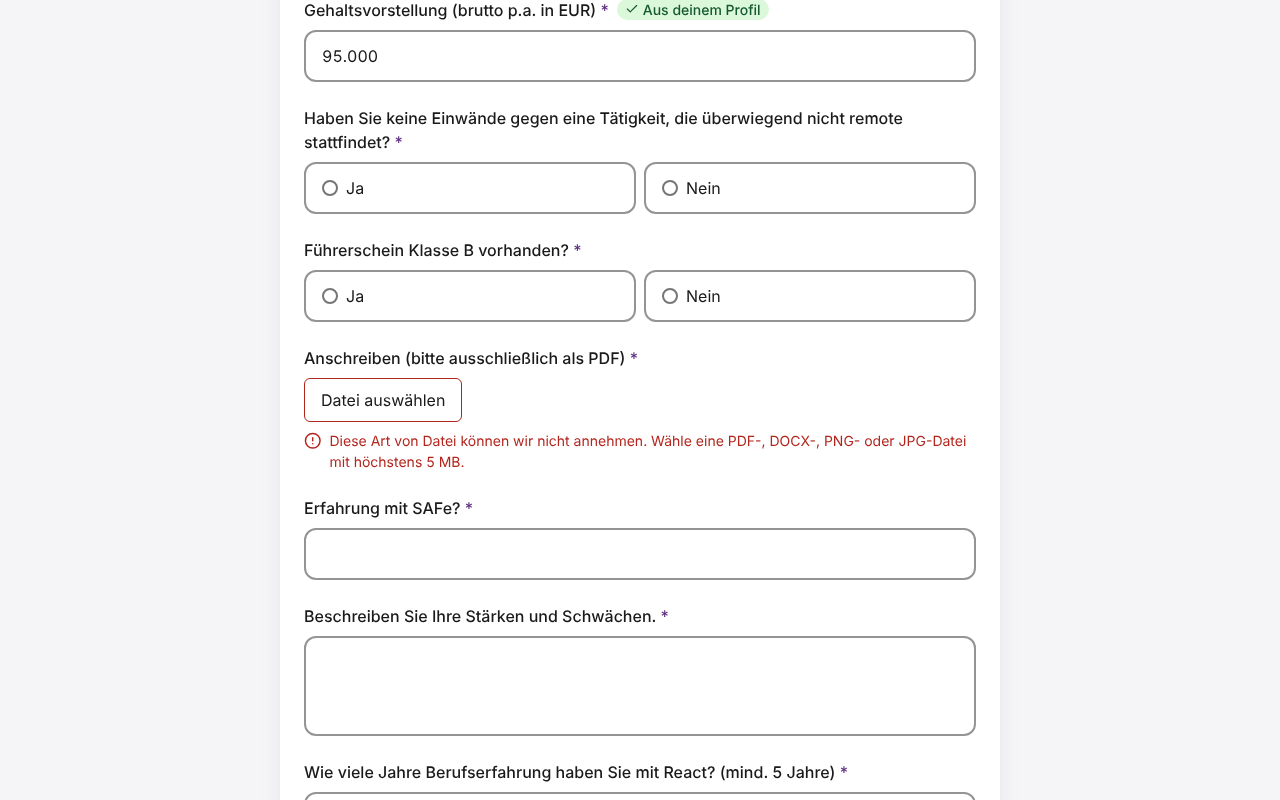 Gehaltsvorstellung (brutto p.a. in EUR) * Aus deinem Profil
95.000
Haben Sie keine Einwände gegen eine Tätigkeit, die überwiegend nicht remote
stattfindet? *
Ja Nein
Führerschein Klasse B vorhanden? *
Ja Nein
Anschreiben (bitte ausschließlich als PDF) *
Datei auswählen
Diese Art von Datei können wir nicht annehmen. Wähle eine PDF-, DOCX-, PNG- oder JPG-Datei
mit höchstens 5 MB.
Erfahrung mit SAFe? *
Beschreiben Sie Ihre Stärken und Schwächen. *
Wie viele Jahre Berufserfahrung haben Sie mit React? (mind. 5 Jahre) *